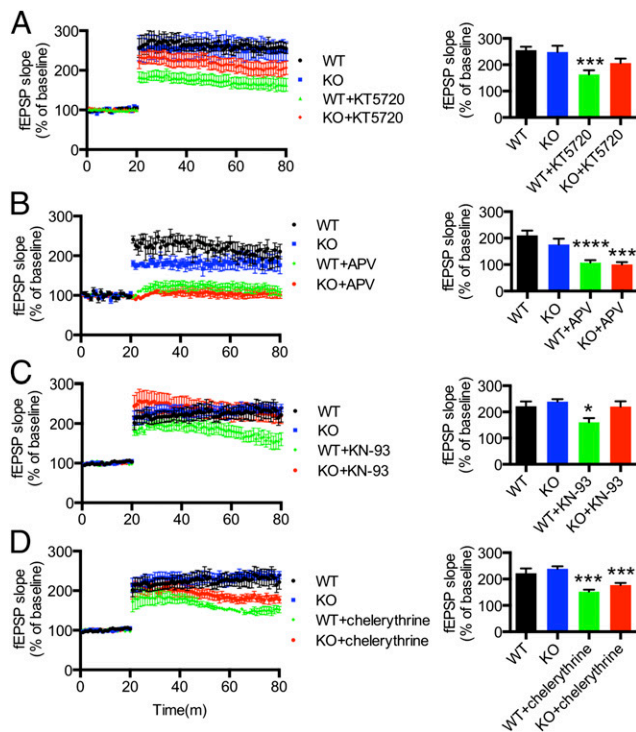 A
fEPSP slope
(% of baseline)
300
200
100
0
20
40
60
80
WT
KO
WT+KT5720
KO+KT5720
fEPSP slope
(% of baseline)
300
200
100
0
***
WT
KO
WT+KT5720
KO+KT5720
B
fEPSP slope
(% of baseline)
300
200
100
0
20
40
60
80
WT
KO
WT+APV
KO+APV
fEPSP slope
(% of baseline)
300
200
100
0
****
***
WT
KO
WT+APV
KO+APV
C
fEPSP slope
(% of baseline)
300
200
100
0
20
40
60
80
WT
KO
WT+KN-93
KO+KN-93
fEPSP slope
(% of baseline)
300
200
100
0
*
WT
KO
WT+KN-93
KO+KN-93
D
fEPSP slope
(% of baseline)
300
200
100
0
20
40
60
80
Time(m)
WT
KO
WT+chelerythrine
KO+chelerythrine
fEPSP slope
(% of baseline)
300
200
100
0
***
***
WT
KO
WT+chelerythrine
KO+chelerythrine